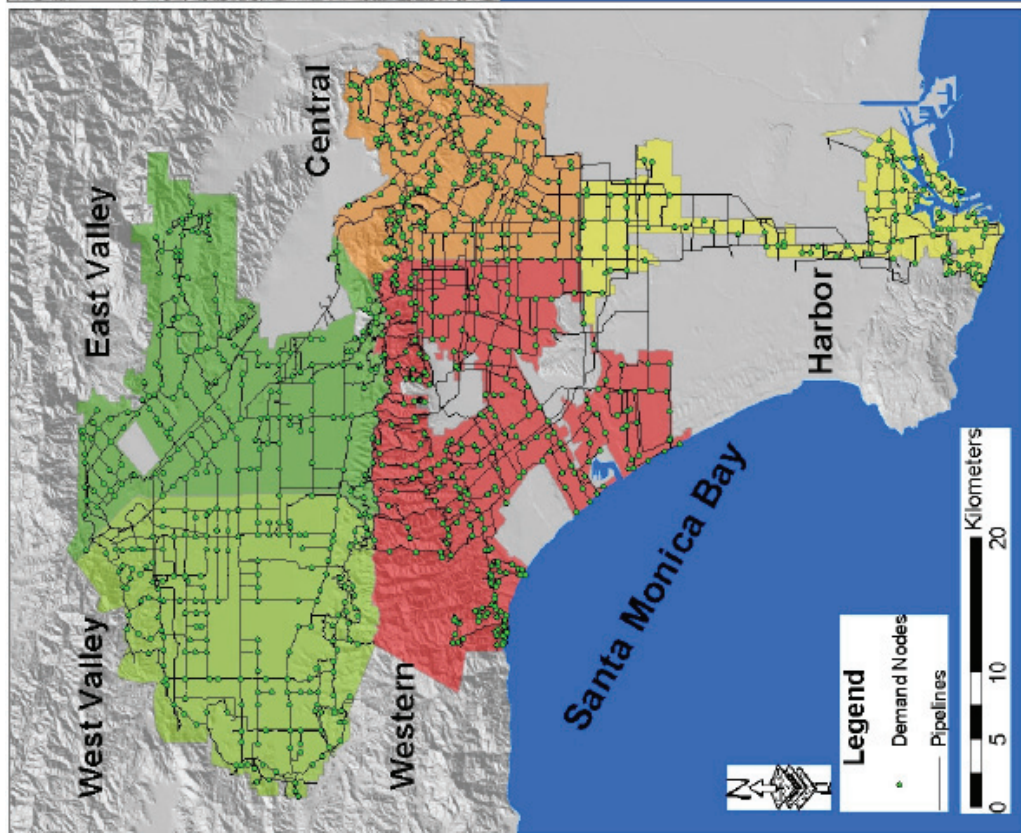 West Valley
East Valley
Central
Western
Harbor
Santa Monica Bay
N
Legend
Demand Nodes
Pipelines
0 5 10 20
Kilometers